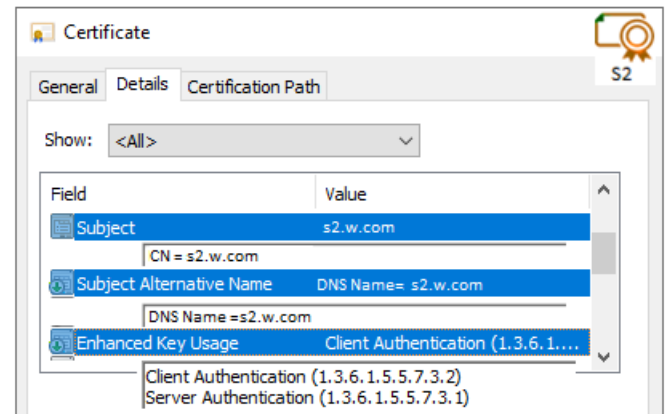 Certificate
S2
General Details Certification Path
Show: <All>
Field Value
Subject s2.w.com
CN = s2.w.com
Subject Alternative Name DNS Name= s2.w.com
DNS Name =s2.w.com
Enhanced Key Usage Client Authentication (1.3.6.1....
Client Authentication (1.3.6.1.5.5.7.3.2)
Server Authentication (1.3.6.1.5.5.7.3.1)